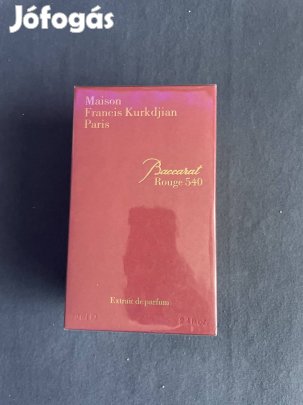 Jófogás
Maison
Francis Kurkdjian
Paris
Baccarat
Rouge 540
Extrait de parfum